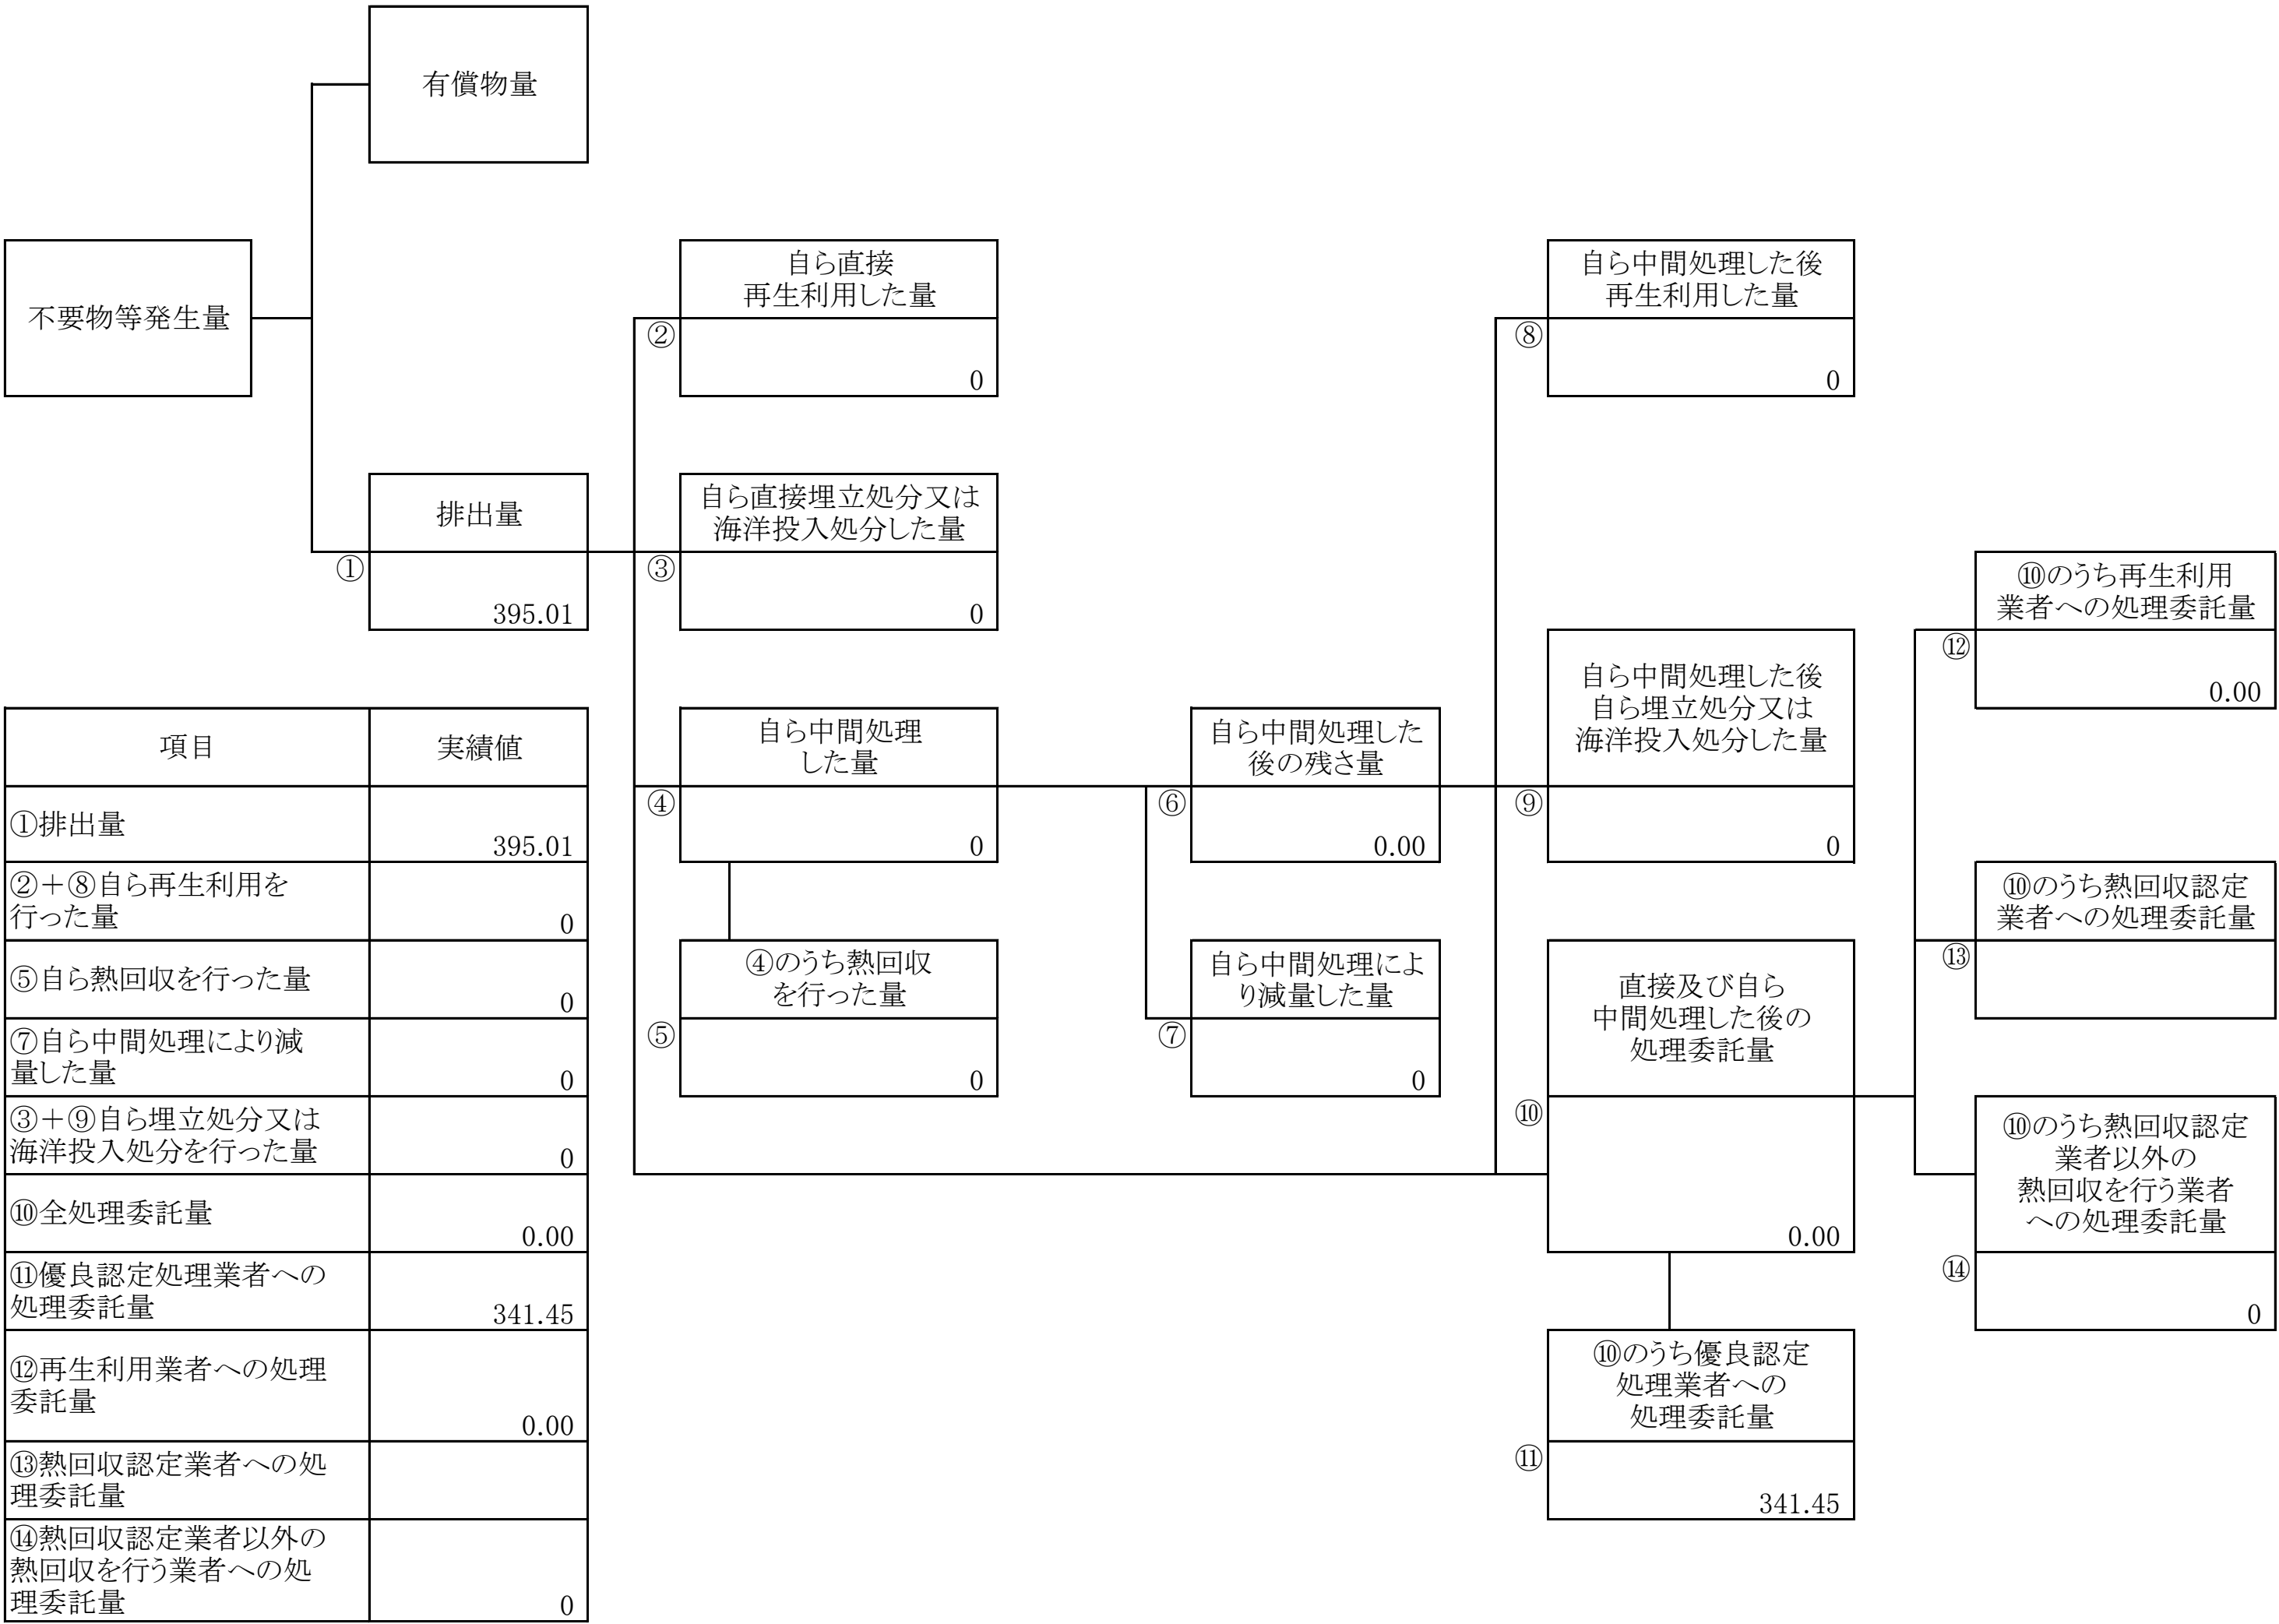 有償物量
不要物等発生量
自ら直接
再生利用した量
②
0
自ら中間処理した後
再生利用した量
⑧
0
排出量
①
395.01
自ら直接埋立処分又は
海洋投入処分した量
③
0
⑩のうち再生利用
業者への処理委託量
⑫
0.00
自ら中間処理
した量
④
0
自ら中間処理した
後の残さ量
⑥
0.00
自ら中間処理した後
自ら埋立処分又は
海洋投入処分した量
⑨
0
⑩のうち熱回収認定
業者への処理委託量
⑬
④のうち熱回収
を行った量
⑤
0
自ら中間処理によ
り減量した量
⑦
0
直接及び自ら
中間処理した後の
処理委託量
⑩
0.00
⑩のうち熱回収認定
業者以外の
熱回収を行う業者
への処理委託量
⑭
0
⑩のうち優良認定
処理業者への
処理委託量
⑪
341.45
項目
実績値
①排出量
395.01
②+⑧自ら再生利用を
行った量
0
⑤自ら熱回収を行った量
0
⑦自ら中間処理により減
量した量
0
③+⑨自ら埋立処分又は
海洋投入処分を行った量
0
⑩全処理委託量
0.00
⑪優良認定処理業者への
処理委託量
341.45
⑫再生利用業者への処理
委託量
0.00
⑬熱回収認定業者への処
理委託量
⑭熱回収認定業者以外の
熱回収を行う業者への処
理委託量
0